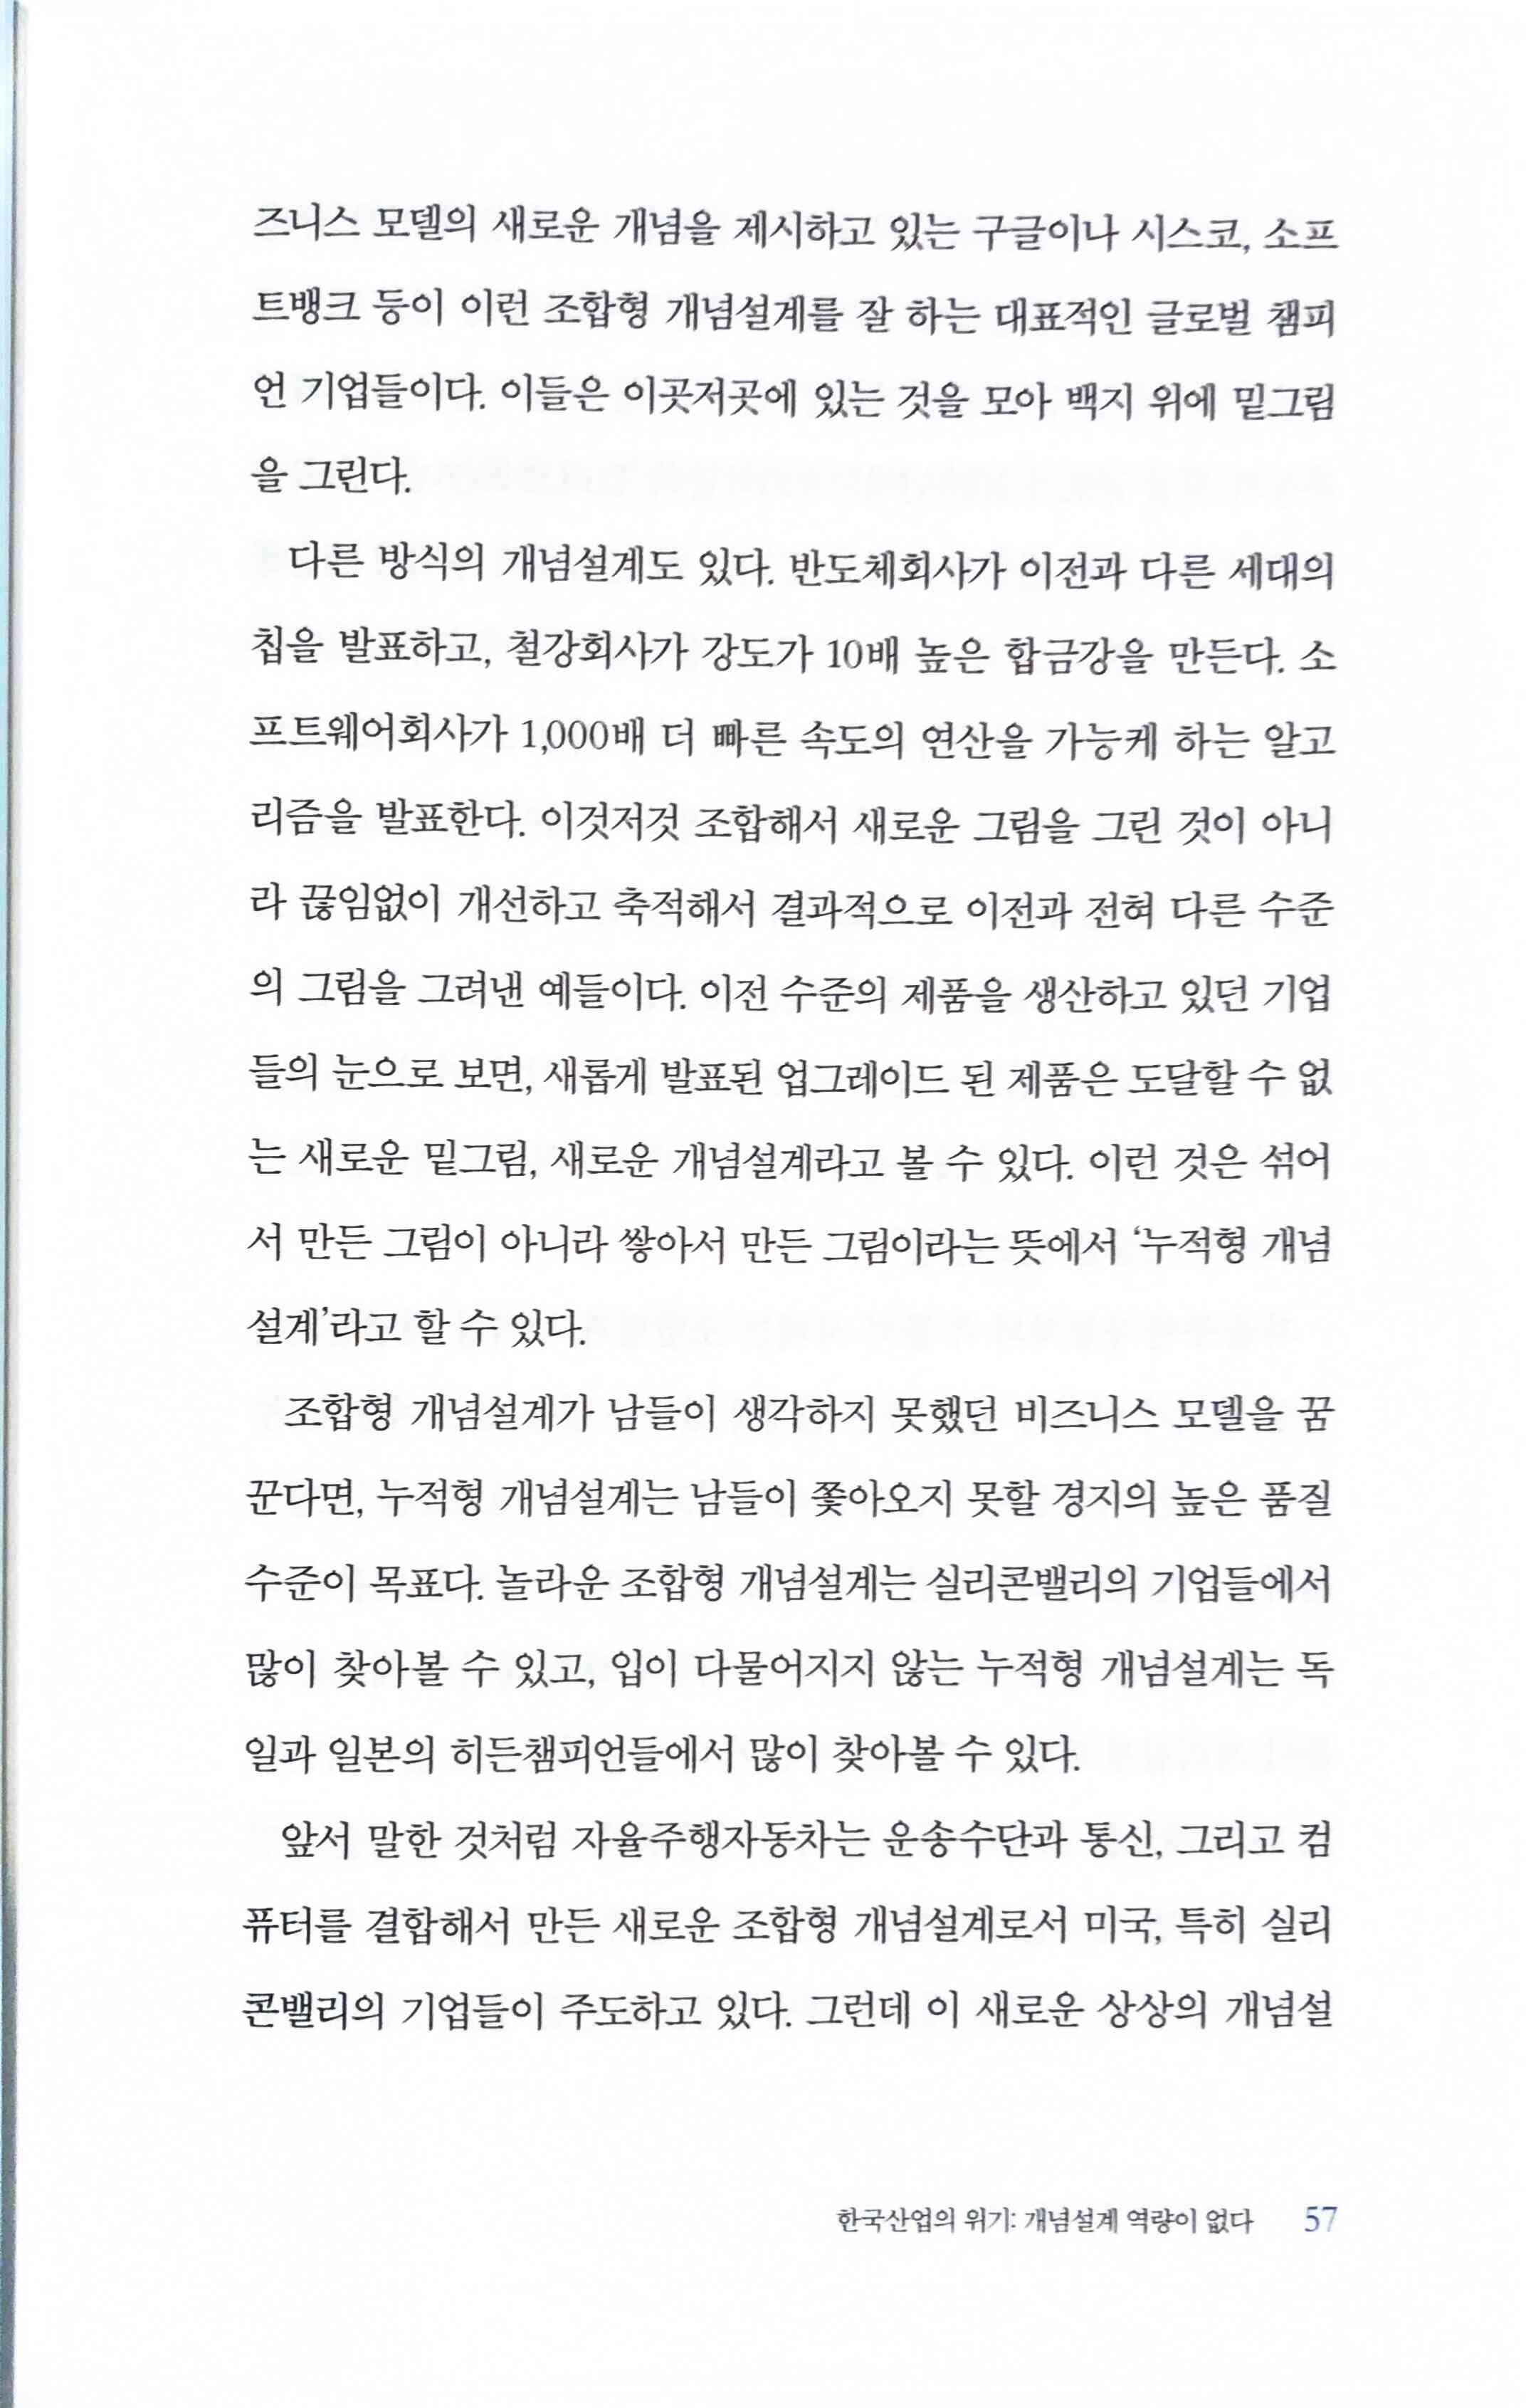 즈니스 모델의 새로운 개념을 제시하고 있는 구글이나 시스코, 소프
트뱅크 등이 이런 조합형 개념설계를 잘 하는 대표적인 글로벌 챔피
언 기업들이다. 이들은 이곳저곳에 있는 것을 모아 백지 위에 밑그림
을 그린다.
다른 방식의 개념설계도 있다. 반도체회사가 이전과 다른 세대의
칩을 발표하고, 철강회사가 강도가 10배 높은 합금강을 만든다. 소
프트웨어회사가 1,000배 더 빠른 속도의 연산을 가능케 하는 알고
리즘을 발표한다. 이것저것 조합해서 새로운 그림을 그린 것이 아니
라 끊임없이 개선하고 축적해서 결과적으로 이전과 전혀 다른 수준
의 그림을 그려낸 예들이다. 이전 수준의 제품을 생산하고 있던 기업
들의 눈으로 보면, 새롭게 발표된 업그레이드 된 제품은 도달할 수 없
는 새로운 밑그림, 새로운 개념설계라고 볼 수 있다. 이런 것은 섞어
서 만든 그림이 아니라 쌓아서 만든 그림이라는 뜻에서 ‘누적형 개념
설계’라고 할 수 있다.
조합형 개념설계가 남들이 생각하지 못했던 비즈니스 모델을 꿈
꾼다면, 누적형 개념설계는 남들이 쫓아오지 못할 경지의 높은 품질
수준이 목표다. 놀라운 조합형 개념설계는 실리콘밸리의 기업들에서
많이 찾아볼 수 있고, 입이 다물어지지 않는 누적형 개념설계는 독
일과 일본의 히든챔피언들에서 많이 찾아볼 수 있다.
앞서 말한 것처럼 자율주행자동차는 운송수단과 통신, 그리고 컴
퓨터를 결합해서 만든 새로운 조합형 개념설계로서 미국, 특히 실리
콘밸리의 기업들이 주도하고 있다. 그런데 이 새로운 상상의 개념설
한국산업의 위기: 개념설계 역량이 없다 57